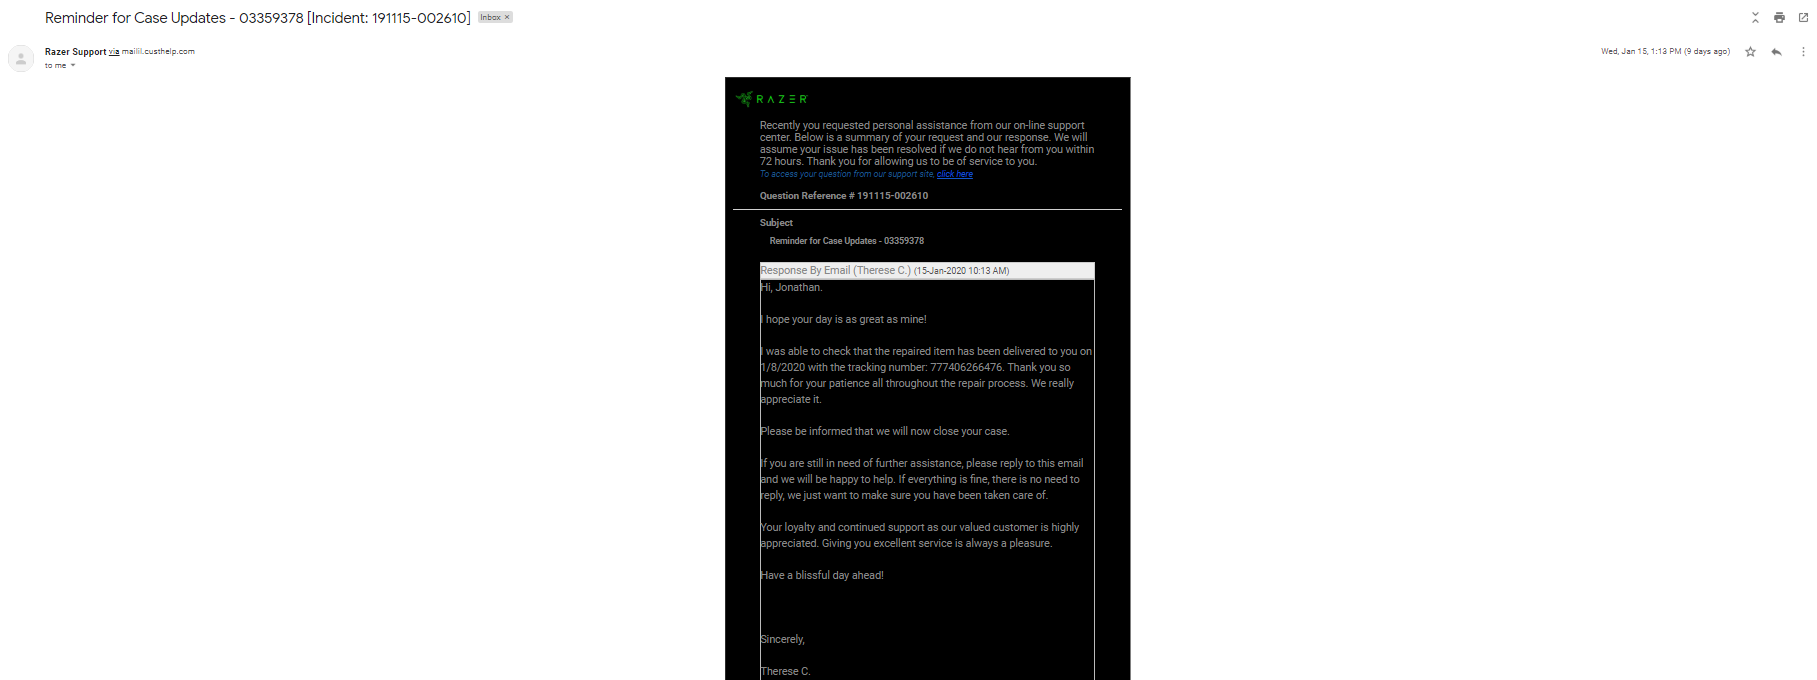 Reminder for Case Updates - 03359378 [Incident: 191115-002610] Inbox ×
Razer Support via mailil.custhelp.com
Wed, Jan 15, 1:13 PM (9 days ago)
to me
RAZER
Recently you requested personal assistance from our on-line support
center. Below is a summary of your request and our response. We will
assume your issue has been resolved if we do not hear from you within
72 hours. Thank you for allowing us to be of service to you.
To access your question from our support site, click here
Question Reference # 191115-002610
Subject
Reminder for Case Updates - 03359378
Response By Email (Therese C.) (15-Jan-2020 10:13 AM)
Hi, Jonathan.
I hope your day is as great as mine!
I was able to check that the repaired item has been delivered to you on
1/8/2020 with the tracking number: 777406266476. Thank you so
much for your patience all throughout the repair process. We really
appreciate it.
Please be informed that we will now close your case.
If you are still in need of further assistance, please reply to this email
and we will be happy to help. If everything is fine, there is no need to
reply, we just want to make sure you have been taken care of.
Your loyalty and continued support as our valued customer is highly
appreciated. Giving you excellent service is always a pleasure.
Have a blissful day ahead!
Sincerely,
Therese C.